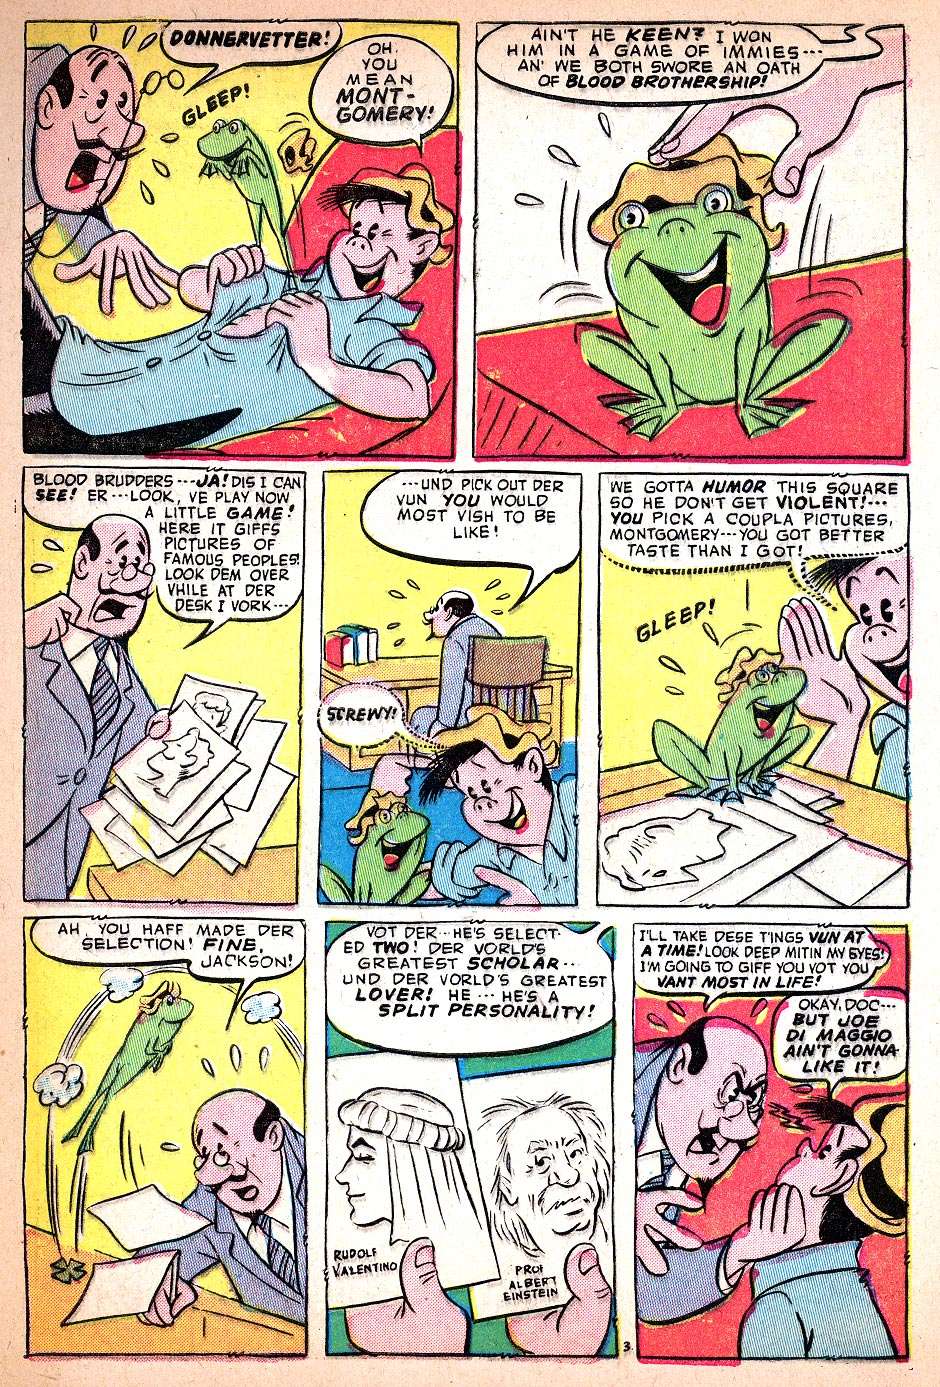 DONNERVETTER!
GLEEP!
OH,
YOU
MEAN
MONT-
GOMERY!
AIN'T HE KEEN? I WON
HIM IN A GAME OF IMMIES---
AN' WE BOTH SWORE AN OATH
OF BLOOD BROTHERSHIP!
BLOOD BRUDDERS---JA! DIS I CAN
SEE! ER---LOOK, VE PLAY NOW
A LITTLE GAME!
HERE IT GIFFS
PICTURES OF
FAMOUS PEOPLES!
LOOK DEM OVER
VHILE AT DER
DESK I VORK---
---UND PICK OUT DER
VUN YOU WOULD
MOST VISH TO BE
LIKE!
SCREWY!
WE GOTTA HUMOR THIS SQUARE
SO HE DON'T GET VIOLENT!---
YOU PICK A COUPLA PICTURES,
MONTGOMERY---YOU GOT BETTER
TASTE THAN I GOT!
GLEEP!
AH, YOU HAFF MADE DER
SELECTION! FINE,
JACKSON!
VOT DER--HE'S SELECT-
ED TWO! DER VORLD'S
GREATEST SCHOLAR---
UND DER VORLD'S GREATEST
LOVER! HE---HE'S A
SPLIT PERSONALITY!
RUDOLF
VALENTINO
PROF
ALBERT
EINSTEIN
3
I'LL TAKE DESE T'INGS VUN AT
A TIME! LOOK DEEP MITIN MY EYES!
I'M GOING TO GIFF YOU VOT YOU
VANT MOST IN LIFE!
OKAY, DOC---
BUT JOE
DI MAGGIO
AIN'T GONNA
LIKE IT!